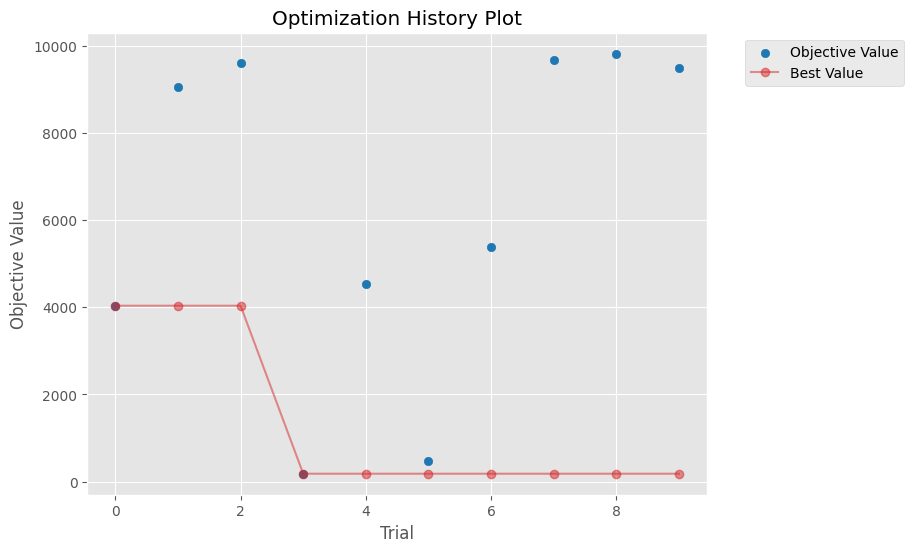 Optimization History Plot
Objective Value
Best Value
10000
8000
6000
4000
2000
0
Objective Value
0 2 4 6 8
Trial